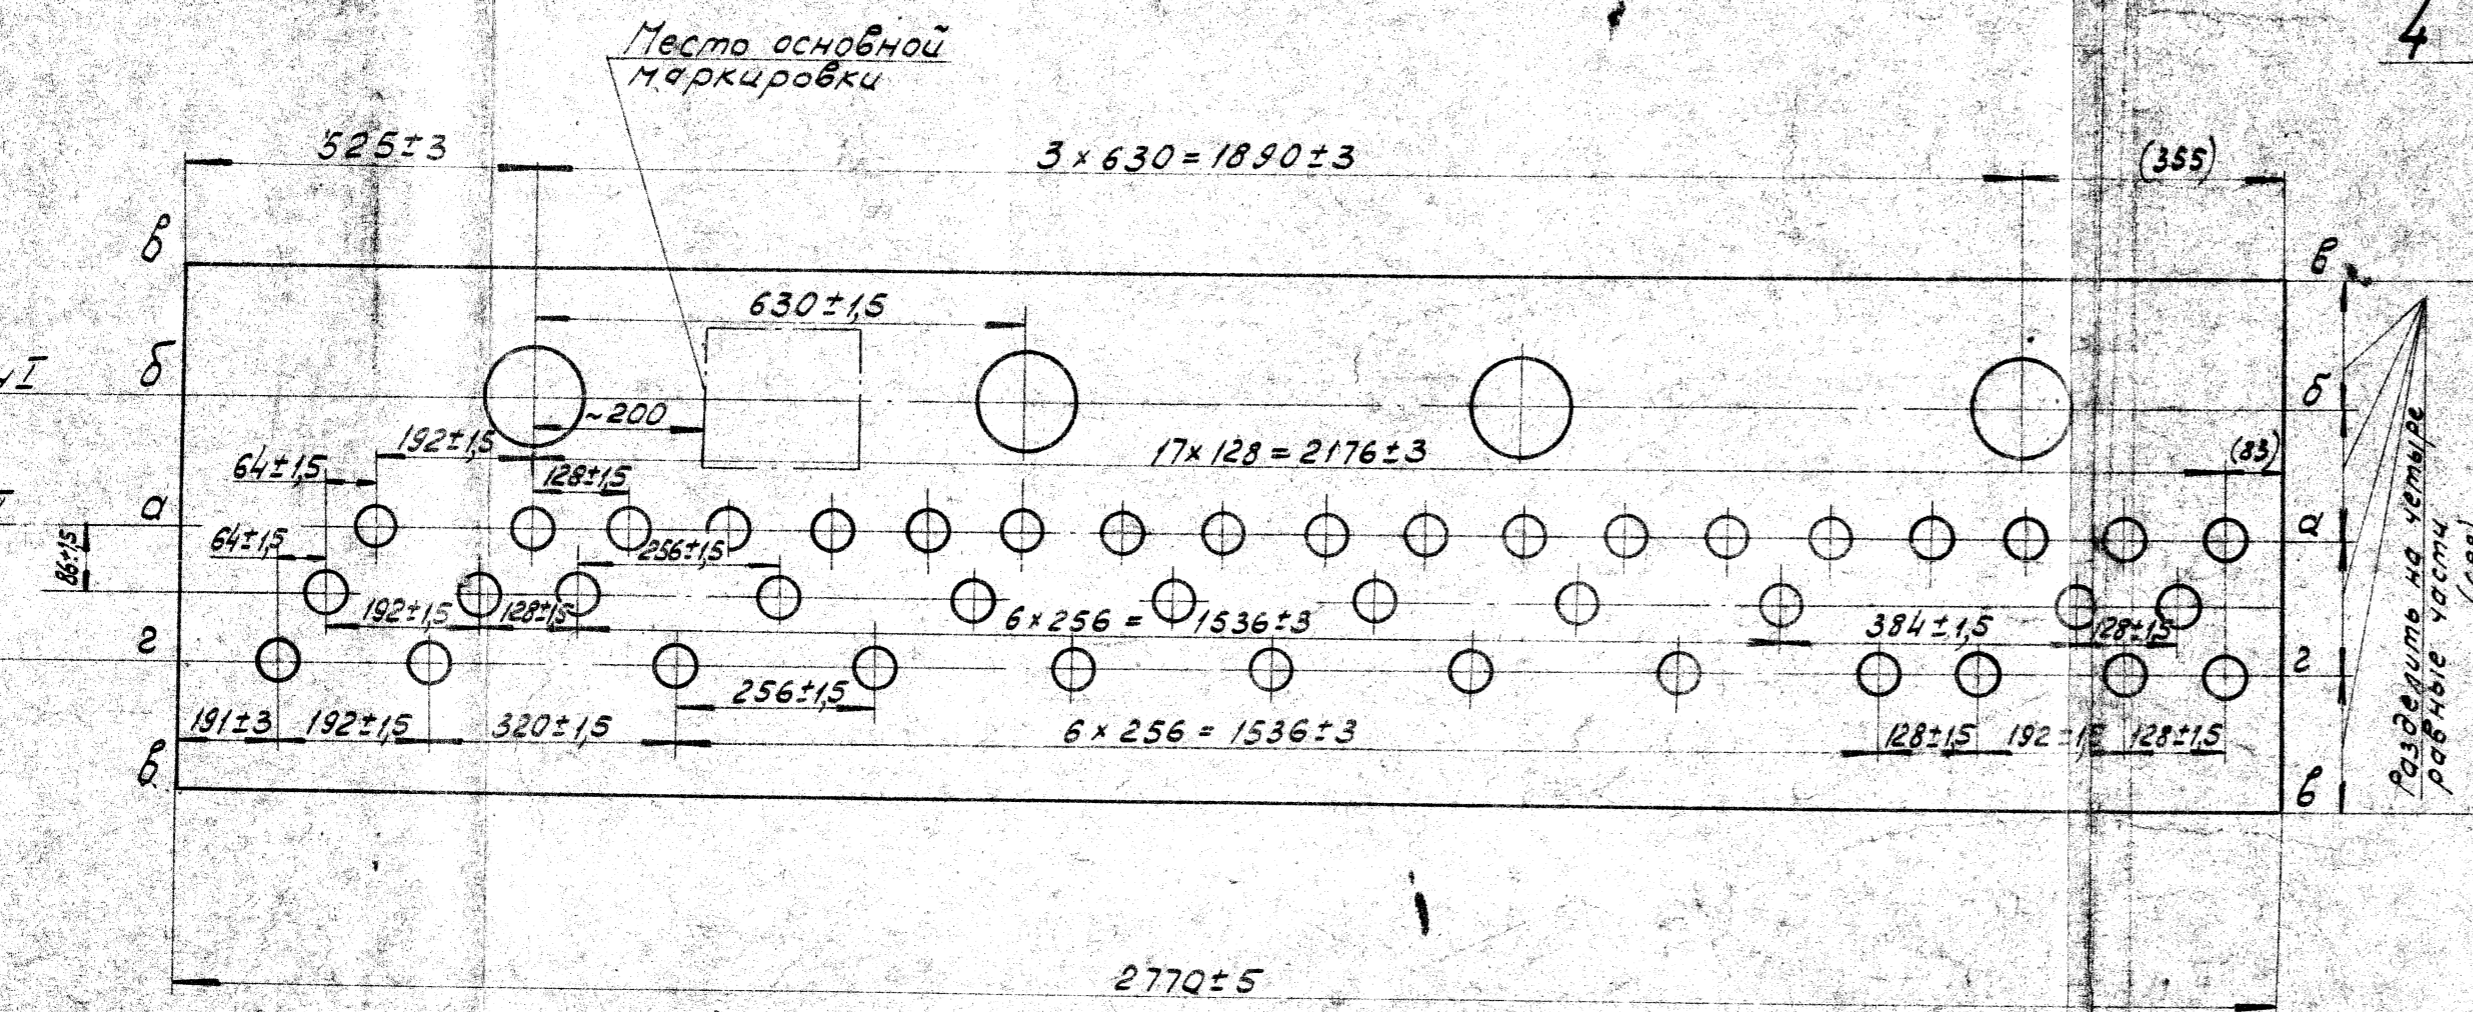 Место основной
маркировки
4
525±3
3 × 630 = 1890±3
(355)
в
в
630±1,5
I
б
б
~200
192±1,5
17 × 128 = 2176±3
(83)
64±1,5
128±1,5
а
а
86±1,5
64±1,5
256±1,5
192±1,5
128±1,5
6 × 256 = 1536±3
384±1,5
128±1,5
г
г
256±1,5
191±3
192±1,5
320±1,5
6 × 256 = 1536±3
128±1,5
192±1,5
128±1,5
в
в
Разделить на четыре
равные части
2770±5